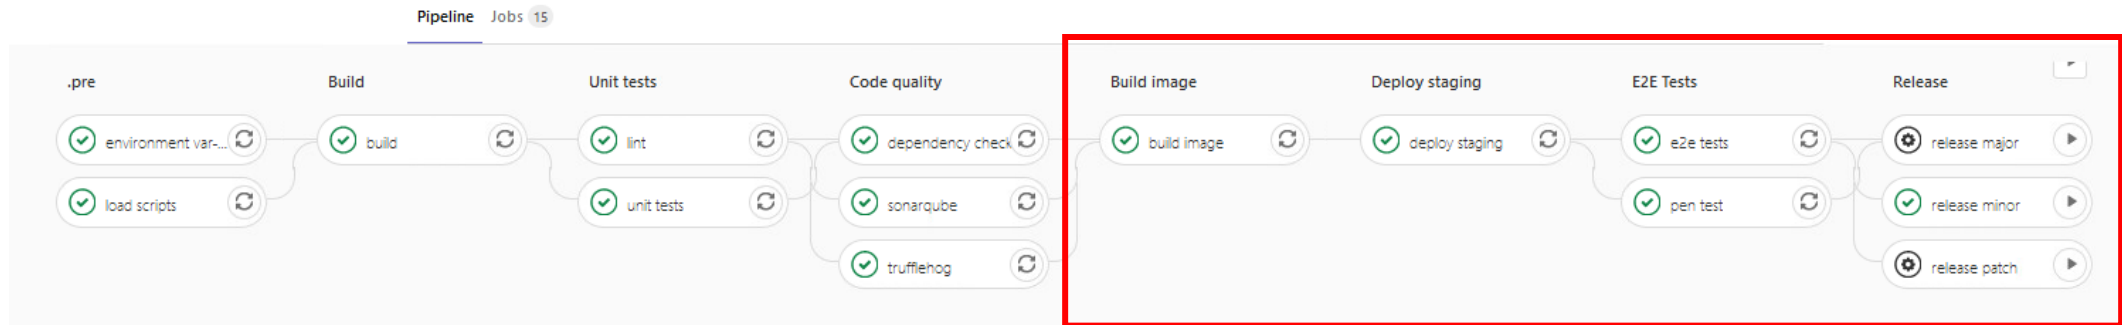 Pipeline Jobs 15
.pre Build Unit tests Code quality Build image Deploy staging E2E Tests Release
environment var-... build lint dependency check build image deploy staging e2e tests release major
load scripts unit tests sonarqube pen test release minor
trufflehog release patch